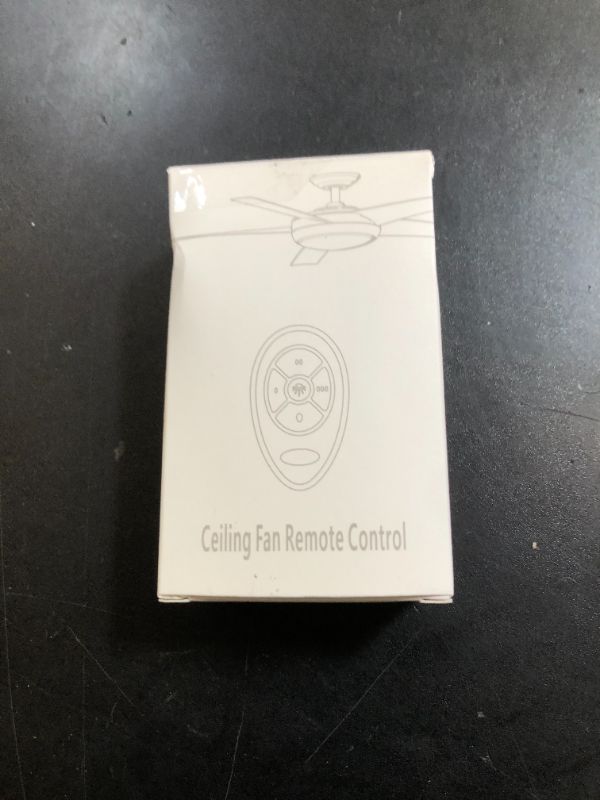 Ceiling Fan Remote Control